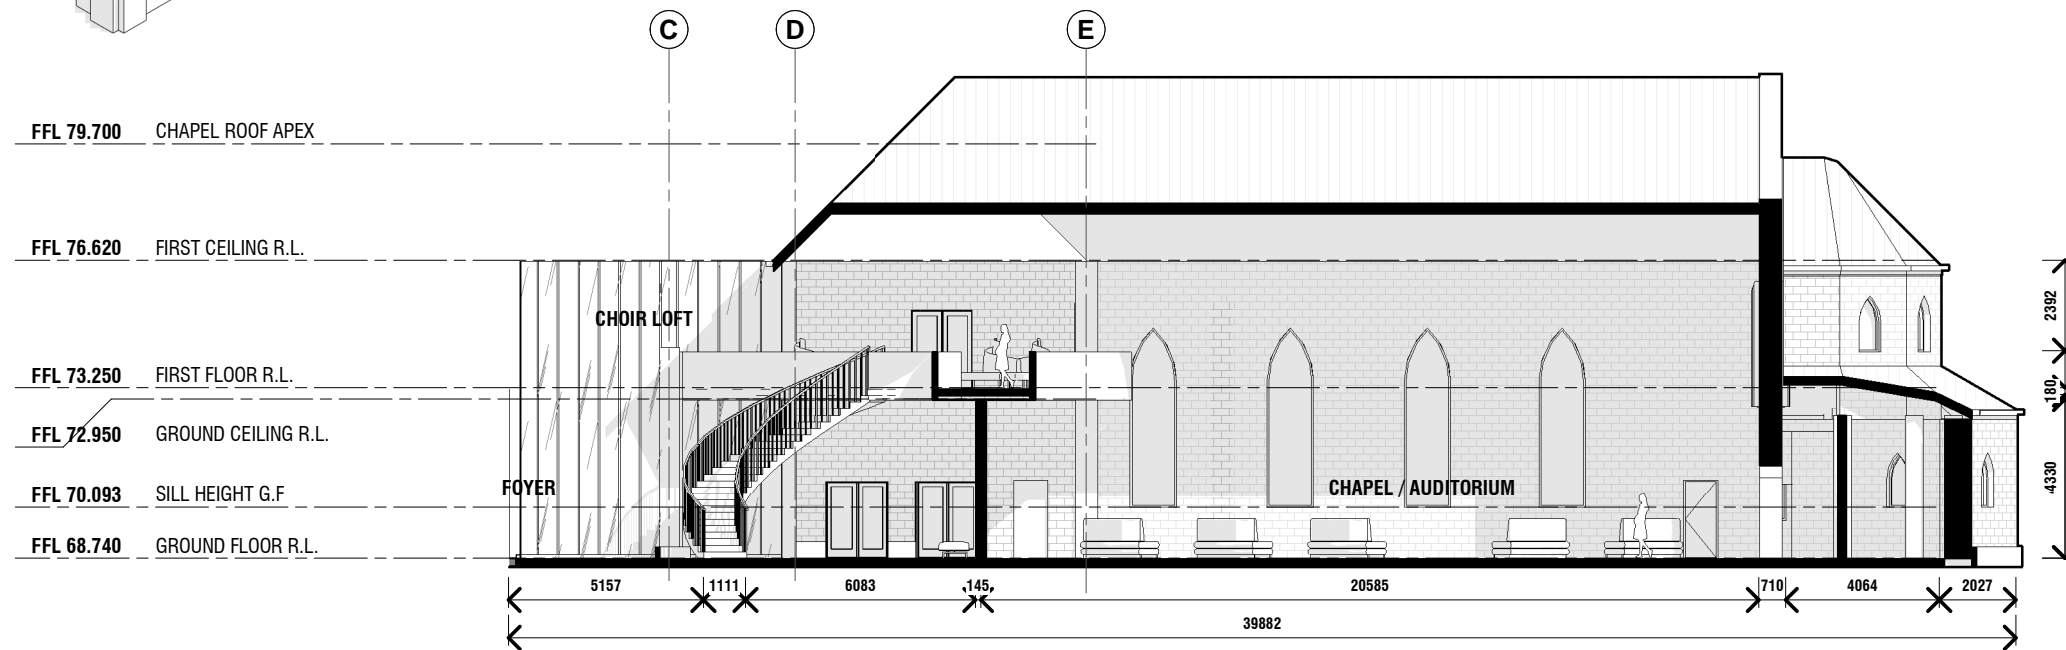 C D E
FFL 79.700 CHAPEL ROOF APEX
FFL 76.620 FIRST CEILING R.L.
2392
CHOIR LOFT
FFL 73.250 FIRST FLOOR R.L.
180
FFL 72.950 GROUND CEILING R.L.
4330
FFL 70.093 SILL HEIGHT G.F
FOYER
CHAPEL / AUDITORIUM
FFL 68.740 GROUND FLOOR R.L.
5157 1111 6083 145 20585 710 4064 2027
39882